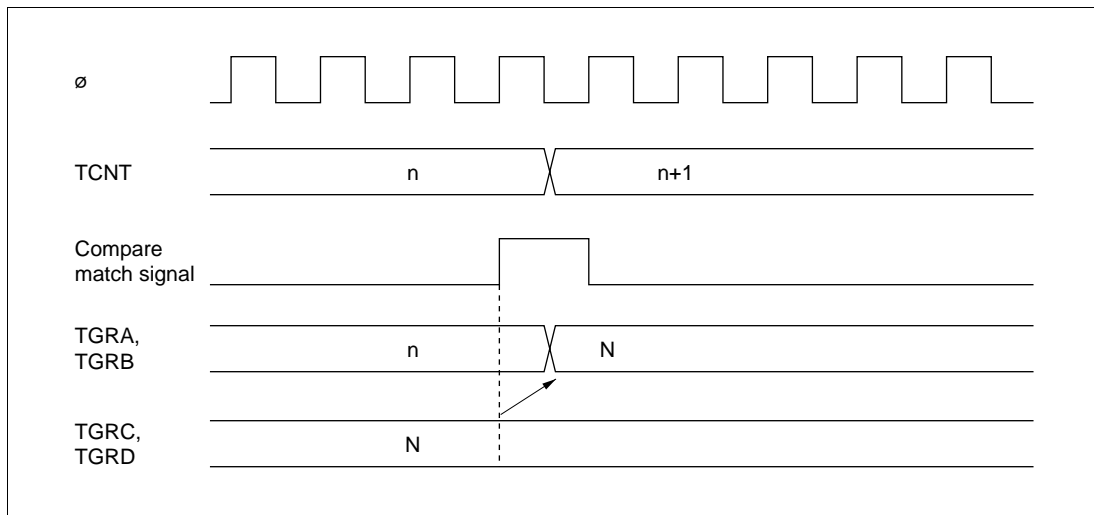 ø
TCNT
n
n+1
Compare
match signal
TGRA,
TGRB
n
N
TGRC,
TGRD
N